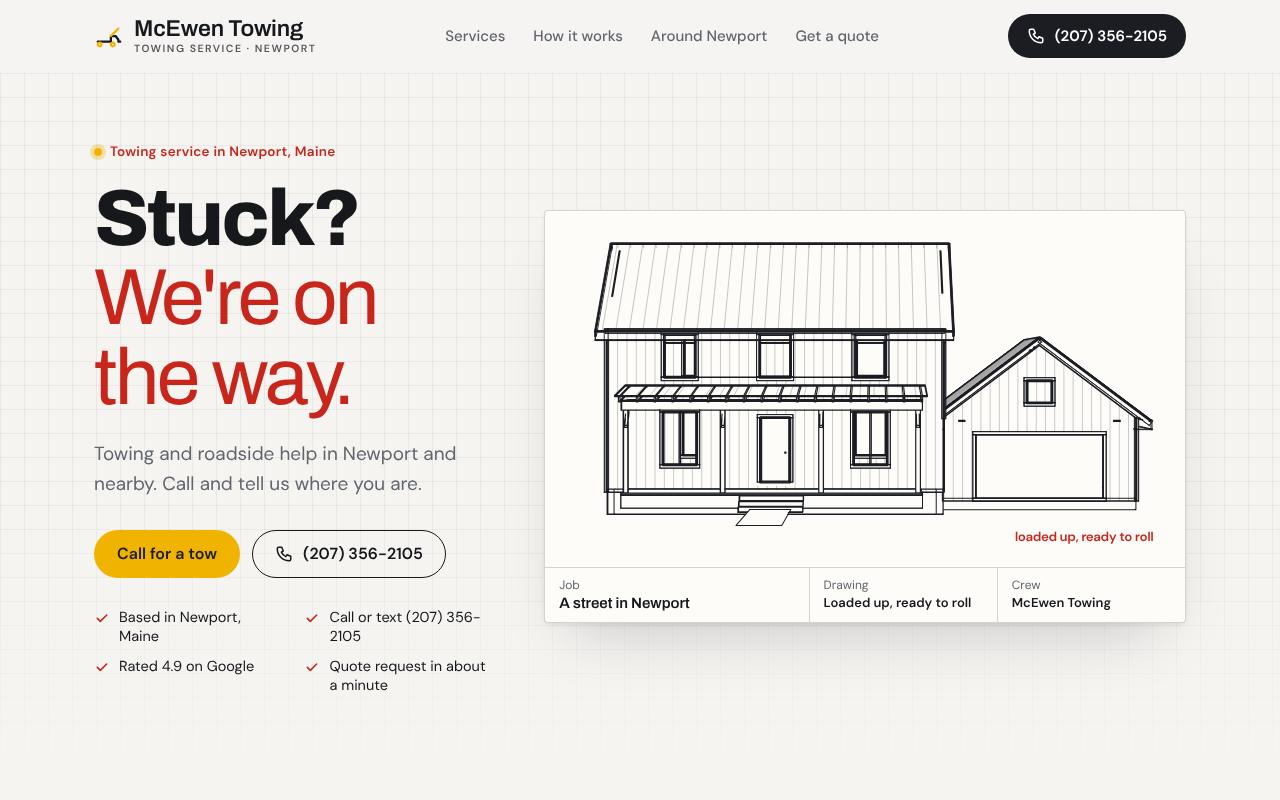 McEwen Towing
TOWING SERVICE · NEWPORT
Services
How it works
Around Newport
Get a quote
(207) 356-2105
Towing service in Newport, Maine
Stuck?
We're on
the way.
Towing and roadside help in Newport and
nearby. Call and tell us where you are.
Call for a tow
(207) 356-2105
Based in Newport,
Maine
Call or text (207) 356-
2105
Rated 4.9 on Google
Quote request in about
a minute
loaded up, ready to roll
Job
A street in Newport
Drawing
Loaded up, ready to roll
Crew
McEwen Towing